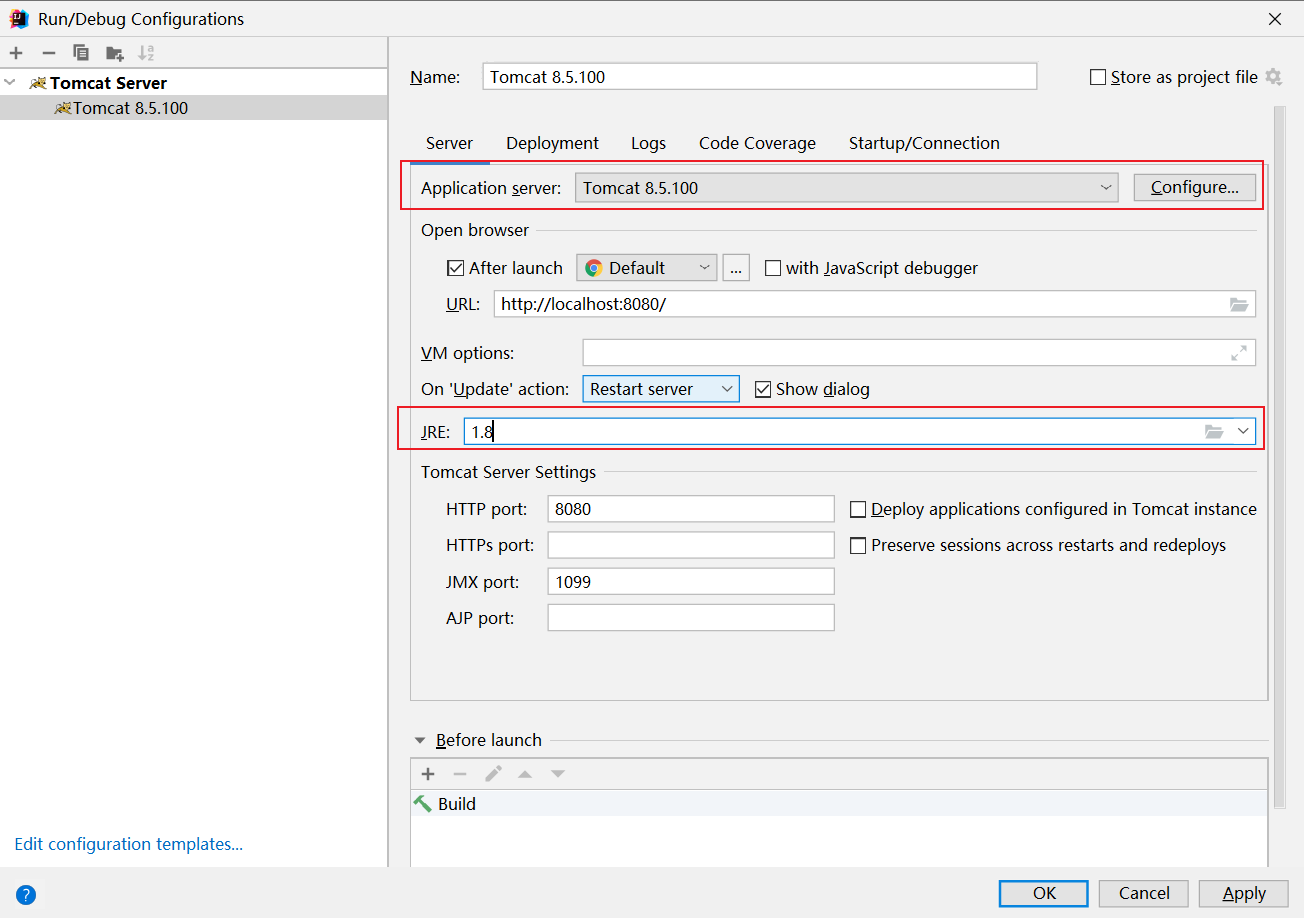 Run/Debug Configurations
Tomcat Server
Tomcat 8.5.100
Edit configuration templates...
Name: Tomcat 8.5.100 Store as project file
Server Deployment Logs Code Coverage Startup/Connection
Application server: Tomcat 8.5.100 Configure...
Open browser
After launch Default ... with JavaScript debugger
URL: http://localhost:8080/
VM options:
On 'Update' action: Restart server Show dialog
JRE: 1.8
Tomcat Server Settings
HTTP port: 8080 Deploy applications configured in Tomcat instance
HTTPs port: Preserve sessions across restarts and redeploys
JMX port: 1099
AJP port:
Before launch
Build
? OK Cancel Apply